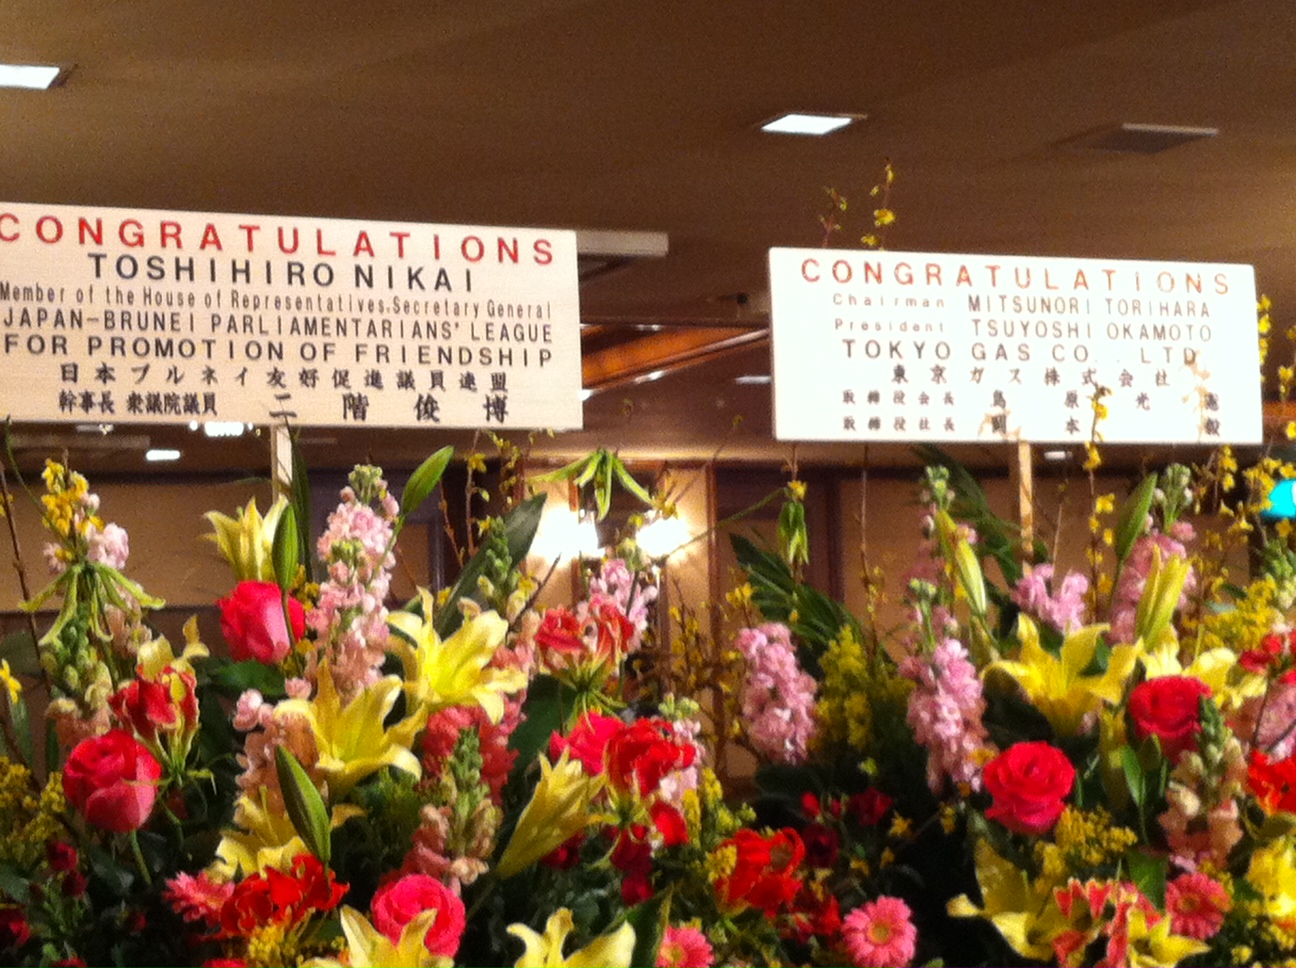 CONGRATULATIONS
TOSHIHIRO NIKAI
Member of the House of Representatives.Secretary General
JAPAN-BRUNEI PARLIAMENTARIANS' LEAGUE
FOR PROMOTION OF FRIENDSHIP
日本ブルネイ友好促進議員連盟
幹事長 衆議院議員 二階俊博
CONGRATULATIONS
Chairman MITSUNORI TORIHARA
President TSUYOSHI OKAMOTO
TOKYO GAS CO., LTD.
東京ガス株式会社
取締役会長 鳥原光憲
取締役社長 岡本毅